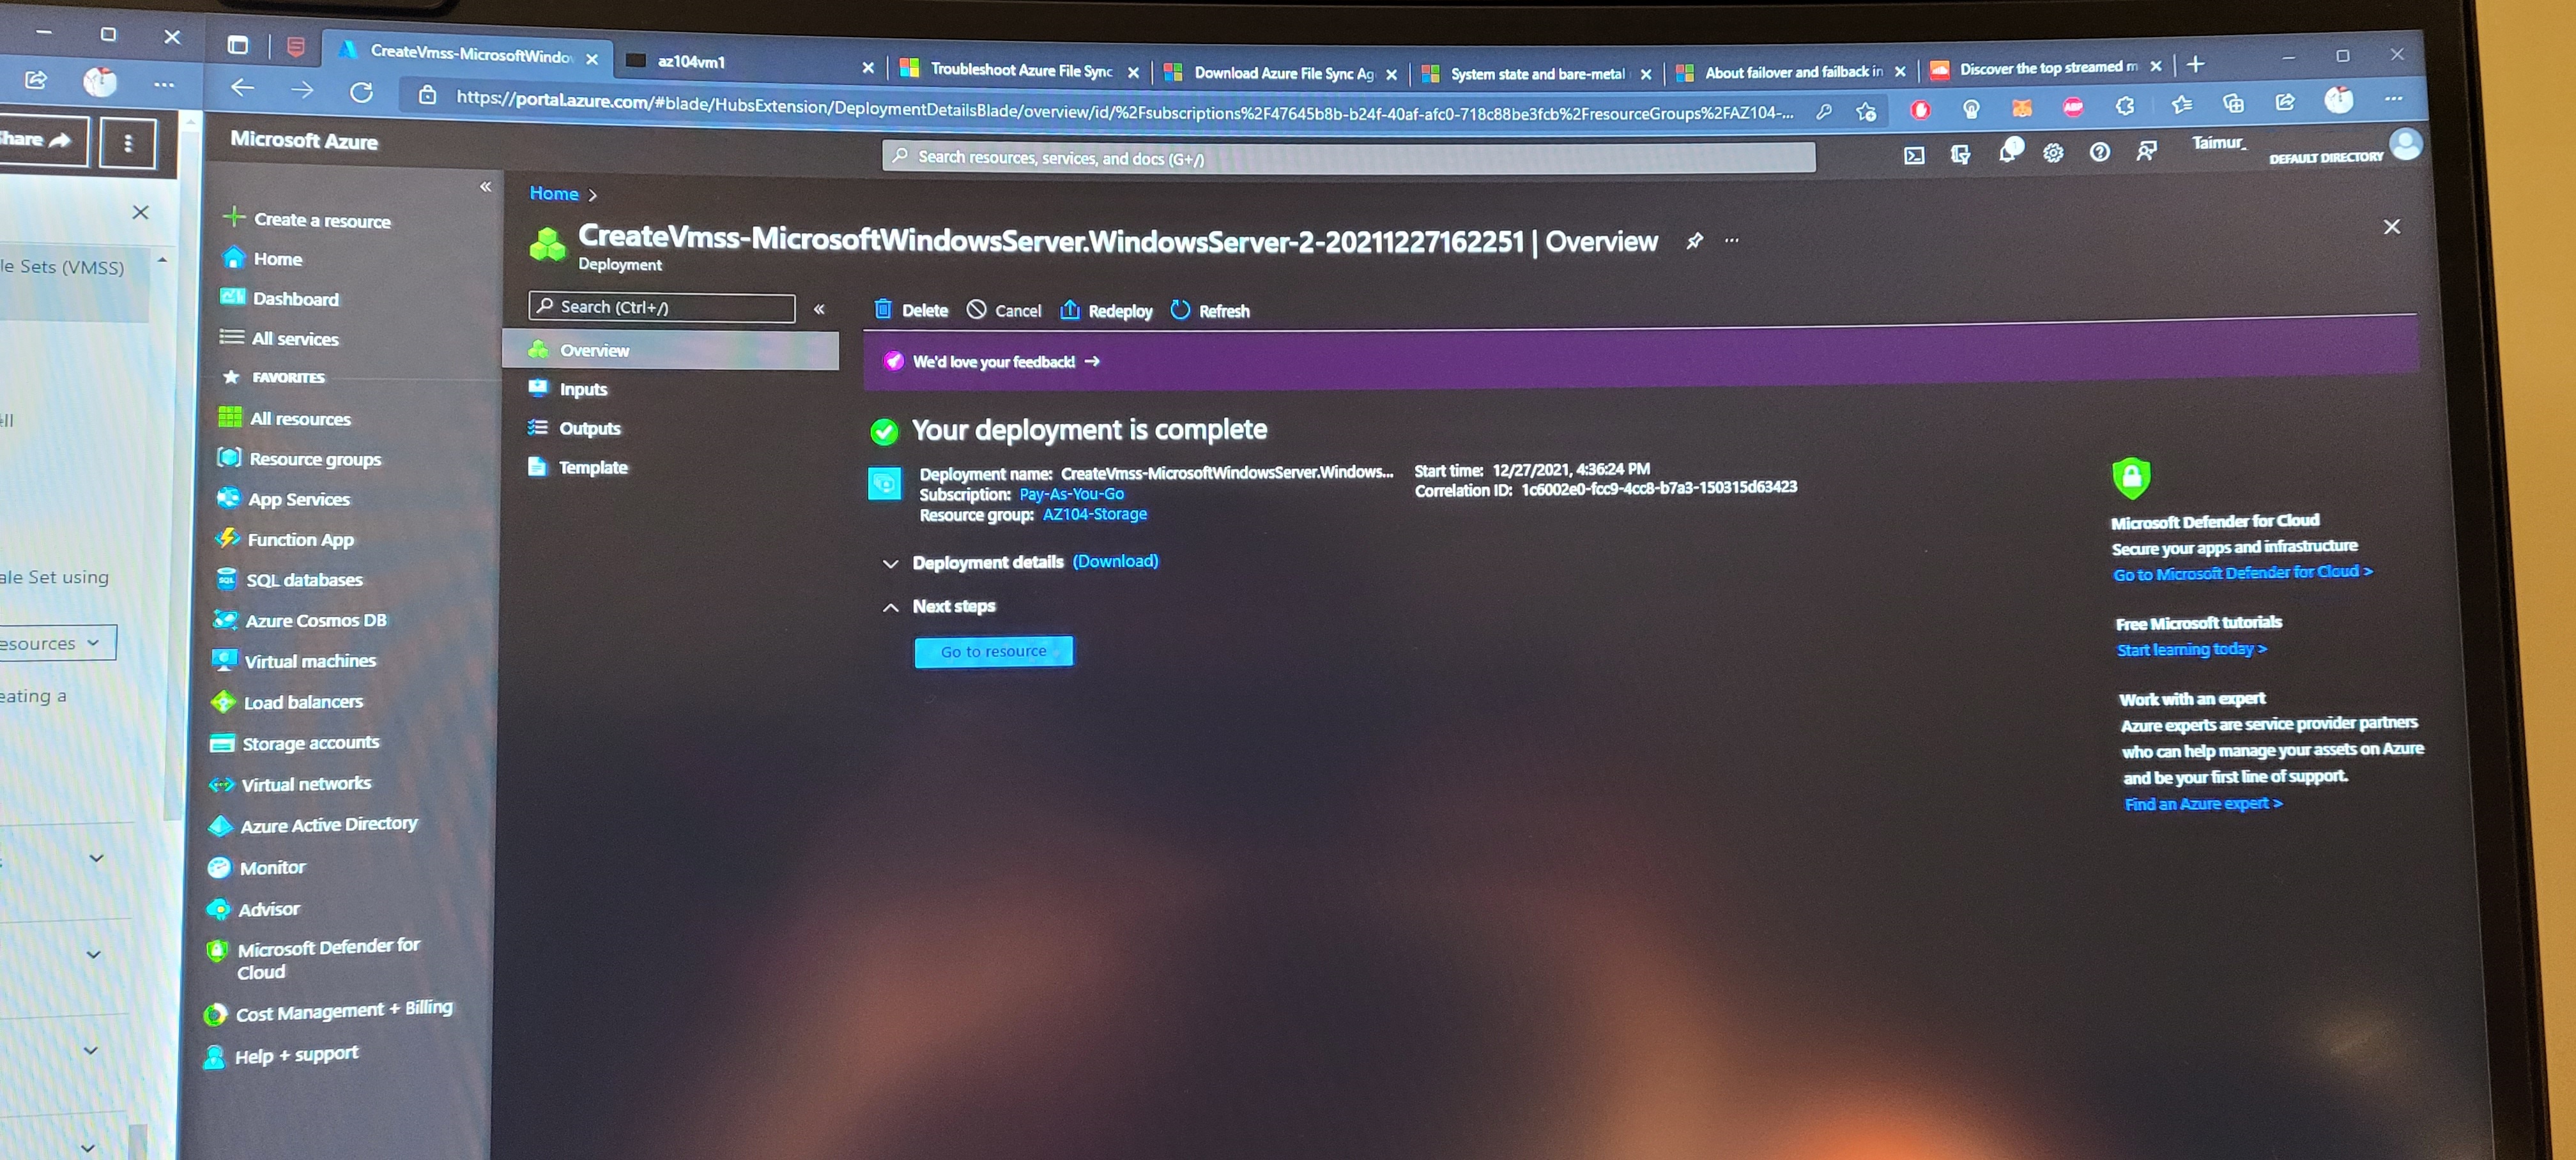 CreateVmss-MicrosoftWindo
az104vm1
Troubleshoot Azure File Sync
Download Azure File Sync Ag
System state and bare-metal
About failover and failback in
Discover the top streamed m
https://portal.azure.com/#blade/HubsExtension/DeploymentDetailsBlade/overview/id/%2Fsubscriptions%2F47645b8b-b24f-40af-afc0-718c88be3fcb%2FresourceGroups%2FAZ104-...
ABP
hare
le Sets (VMSS)
ell
ale Set using
esources
eating a
Microsoft Azure
Search resources, services, and docs (G+/)
Taimur_
DEFAULT DIRECTORY
Create a resource
Home
Dashboard
All services
FAVORITES
All resources
Resource groups
App Services
Function App
SQL
SQL databases
Azure Cosmos DB
Virtual machines
Load balancers
Storage accounts
Virtual networks
Azure Active Directory
Monitor
Advisor
Microsoft Defender for
Cloud
Cost Management + Billing
Help + support
Home >
CreateVmss-MicrosoftWindowsServer.WindowsServer-2-20211227162251 | Overview
Deployment
Search (Ctrl+/)
Overview
Inputs
Outputs
Template
Delete
Cancel
Redeploy
Refresh
We'd love your feedback! →
Your deployment is complete
Deployment name: CreateVmss-MicrosoftWindowsServer.Windows...
Subscription: Pay-As-You-Go
Resource group: AZ104-Storage
Start time: 12/27/2021, 4:36:24 PM
Correlation ID: 1c6002e0-fcc9-4cc8-b7a3-150315d63423
Deployment details (Download)
Next steps
Go to resource
Microsoft Defender for Cloud
Secure your apps and infrastructure
Go to Microsoft Defender for Cloud >
Free Microsoft tutorials
Start learning today >
Work with an expert
Azure experts are service provider partners
who can help manage your assets on Azure
and be your first line of support.
Find an Azure expert >